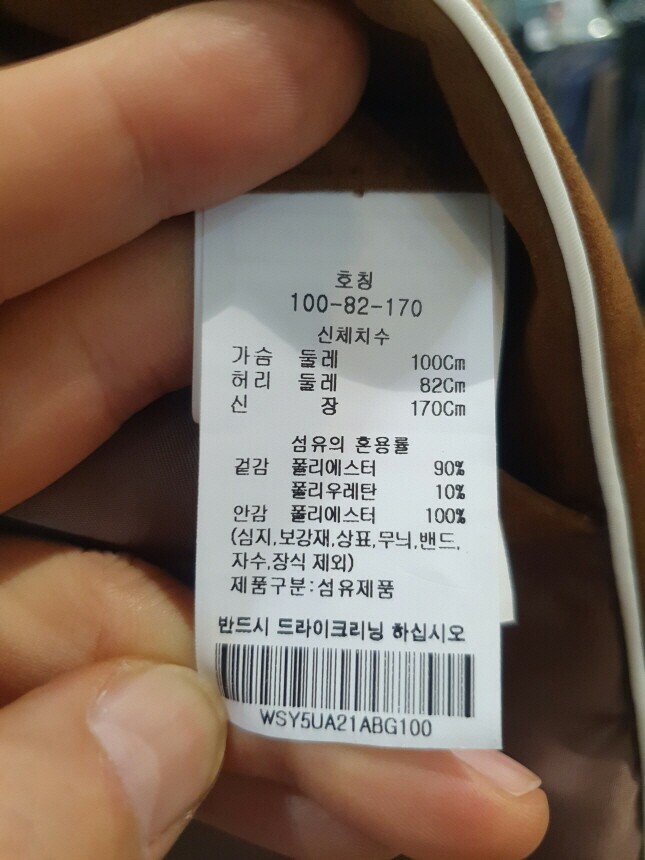 호칭
100-82-170
신체치수
가슴 둘레 100Cm
허리 둘레 82Cm
신 장 170Cm
섬유의 혼용률
겉감 폴리에스터 90%
폴리우레탄 10%
안감 폴리에스터 100%
(심지,보강재,상표,무늬,밴드,
자수,장식 제외)
제품구분:섬유제품
반드시 드라이크리닝 하십시오
WSY5UA21ABG100